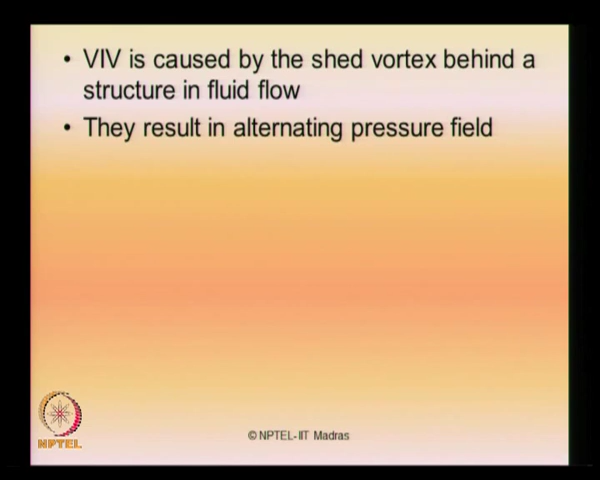 • VIV is caused by the shed vortex behind a
structure in fluid flow
• They result in alternating pressure field
NPTEL
© NPTEL-IIT Madras